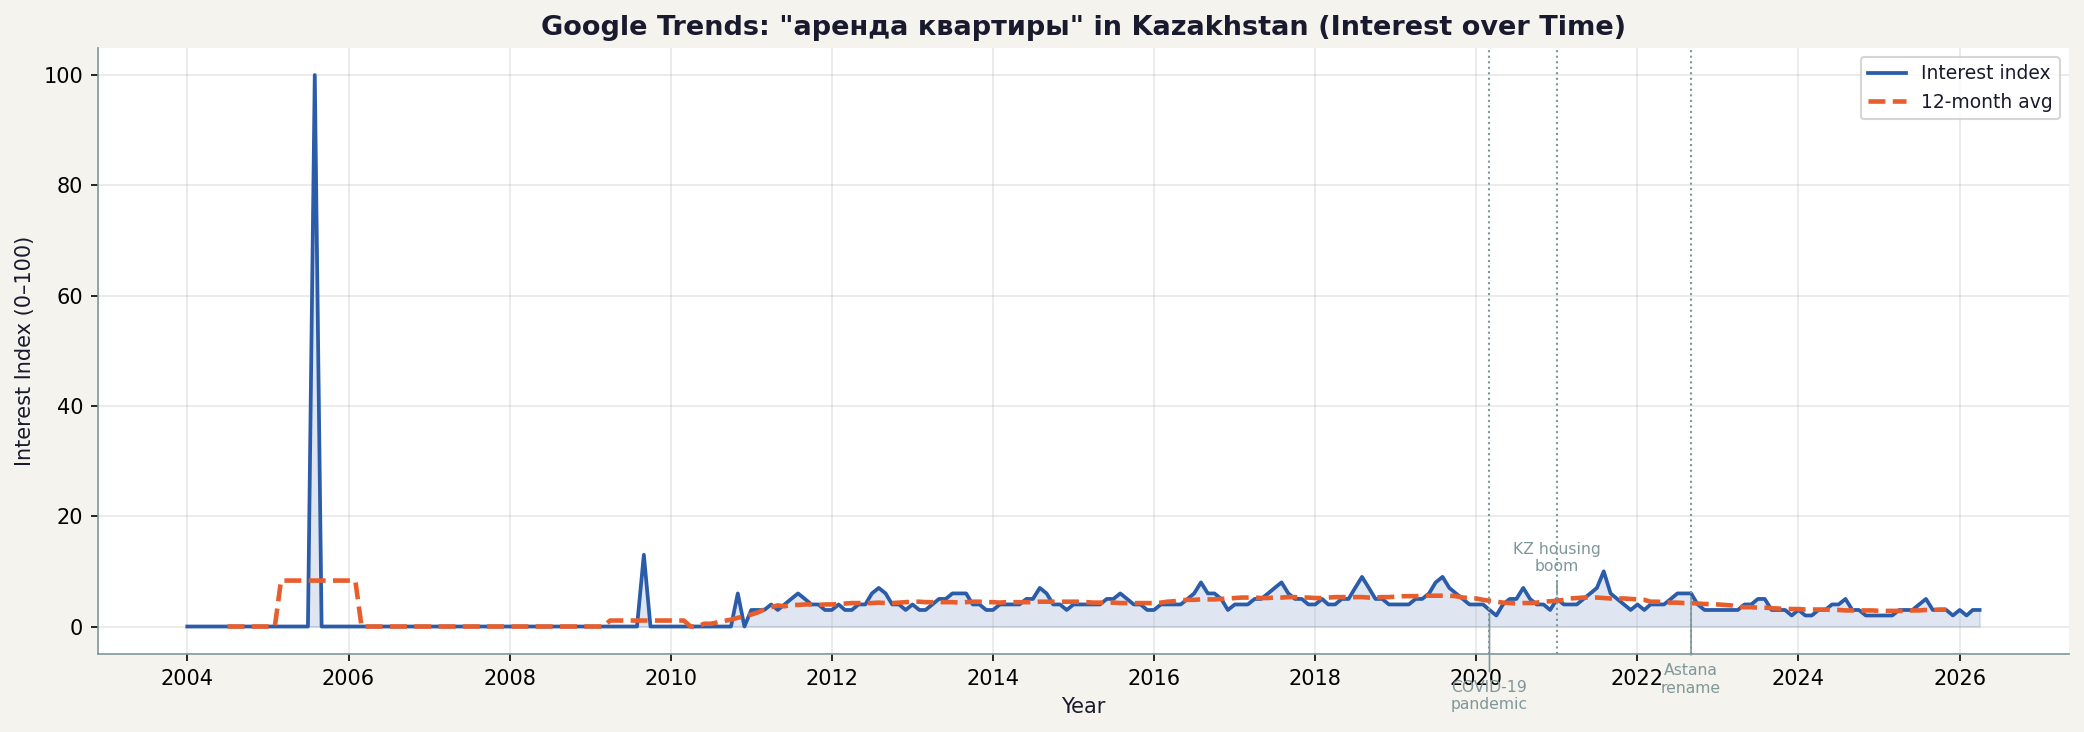 Google Trends: "аренда квартиры" in Kazakhstan (Interest over Time)
Interest index
12-month avg
Interest Index (0–100)
100
80
60
40
20
0
KZ housing
boom
2004
2006
2008
2010
2012
2014
2016
2018
2020
2022
2024
2026
COVID-19
pandemic
Astana
rename
Year